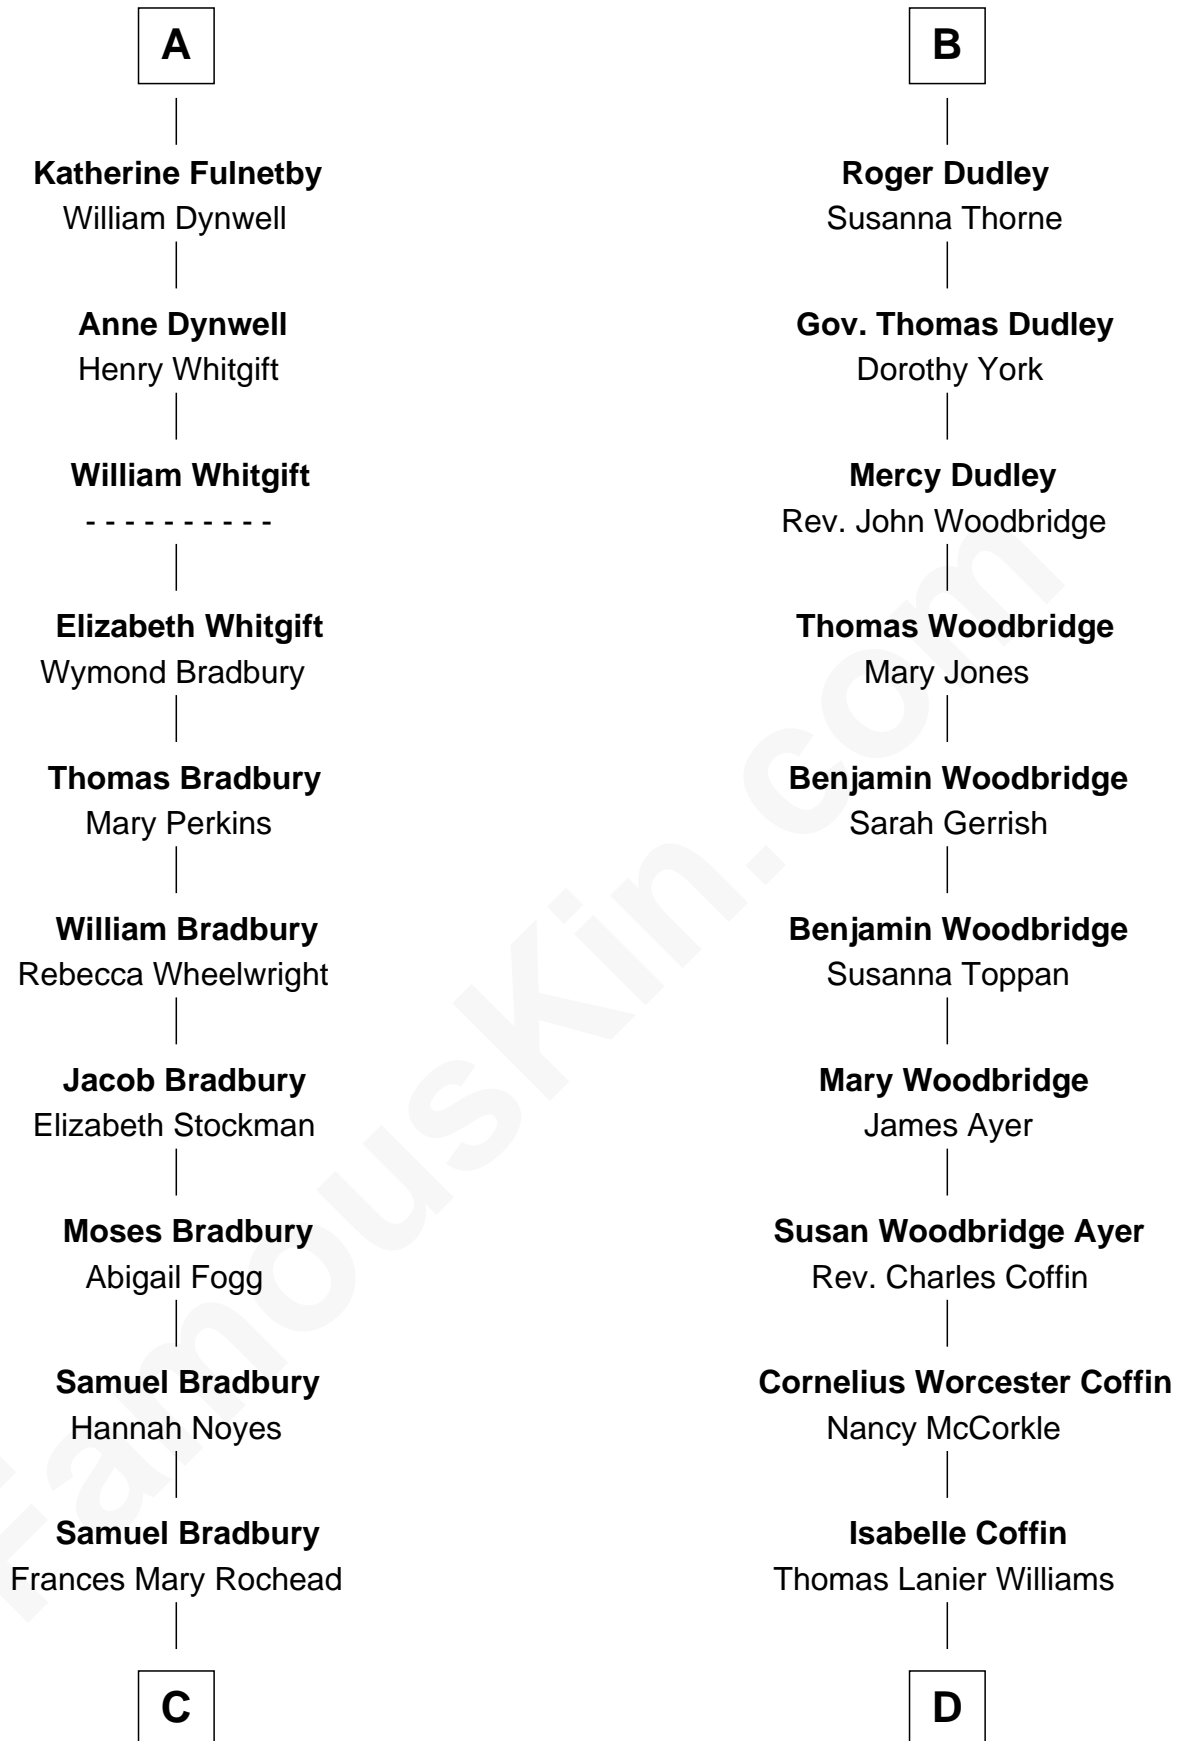 A
Katherine Fulnetby
William Dynwell
Anne Dynwell
Henry Whitgift
William Whitgift
- - - - - - - - - -
Elizabeth Whitgift
Wymond Bradbury
Thomas Bradbury
Mary Perkins
William Bradbury
Rebecca Wheelwright
Jacob Bradbury
Elizabeth Stockman
Moses Bradbury
Abigail Fogg
Samuel Bradbury
Hannah Noyes
Samuel Bradbury
Frances Mary Rochead
C
B
Roger Dudley
Susanna Thorne
Gov. Thomas Dudley
Dorothy York
Mercy Dudley
Rev. John Woodbridge
Thomas Woodbridge
Mary Jones
Benjamin Woodbridge
Sarah Gerrish
Benjamin Woodbridge
Susanna Toppan
Mary Woodbridge
James Ayer
Susan Woodbridge Ayer
Rev. Charles Coffin
Cornelius Worcester Coffin
Nancy McCorkle
Isabelle Coffin
Thomas Lanier Williams
D
FamousKin.com